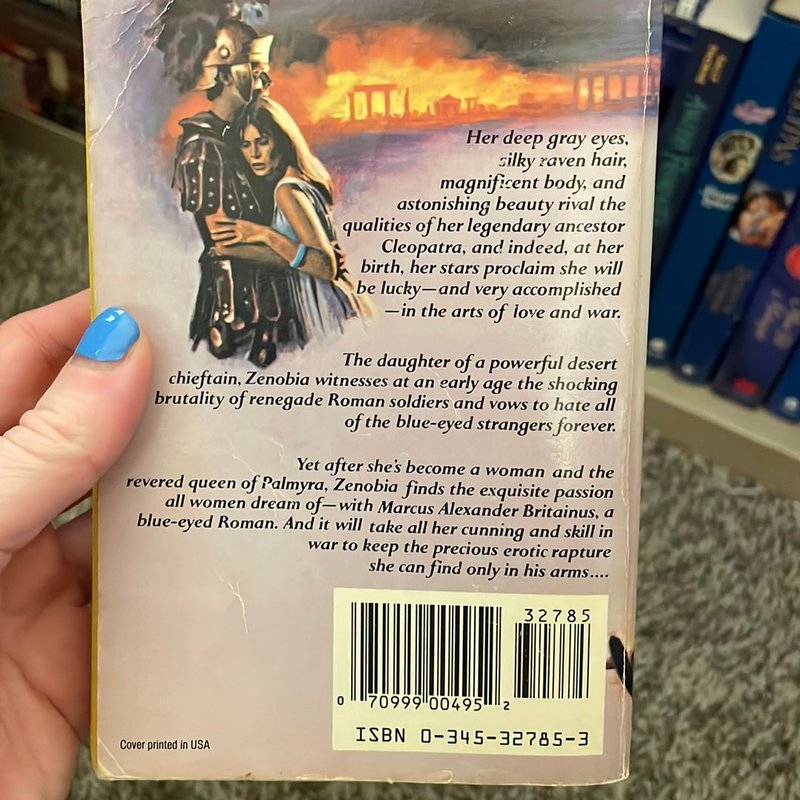 Her deep gray eyes,
silky raven hair,
magnificent body, and
astonishing beauty rival the
qualities of her legendary ancestor
Cleopatra, and indeed, at her
birth, her stars proclaim she will
be lucky—and very accomplished
—in the arts of love and war.
The daughter of a powerful desert
chieftain, Zenobia witnesses at an early age the shocking
brutality of renegade Roman soldiers and vows to hate all
of the blue-eyed strangers forever.
Yet after she's become a woman and the
revered queen of Palmyra, Zenobia finds the exquisite passion
all women dream of—with Marcus Alexander Britainus, a
blue-eyed Roman. And it will take all her cunning and skill in
war to keep the precious erotic rapture
she can find only in his arms....
32785
0 70999 00495 2
ISBN 0-345-32785-3
Cover printed in USA